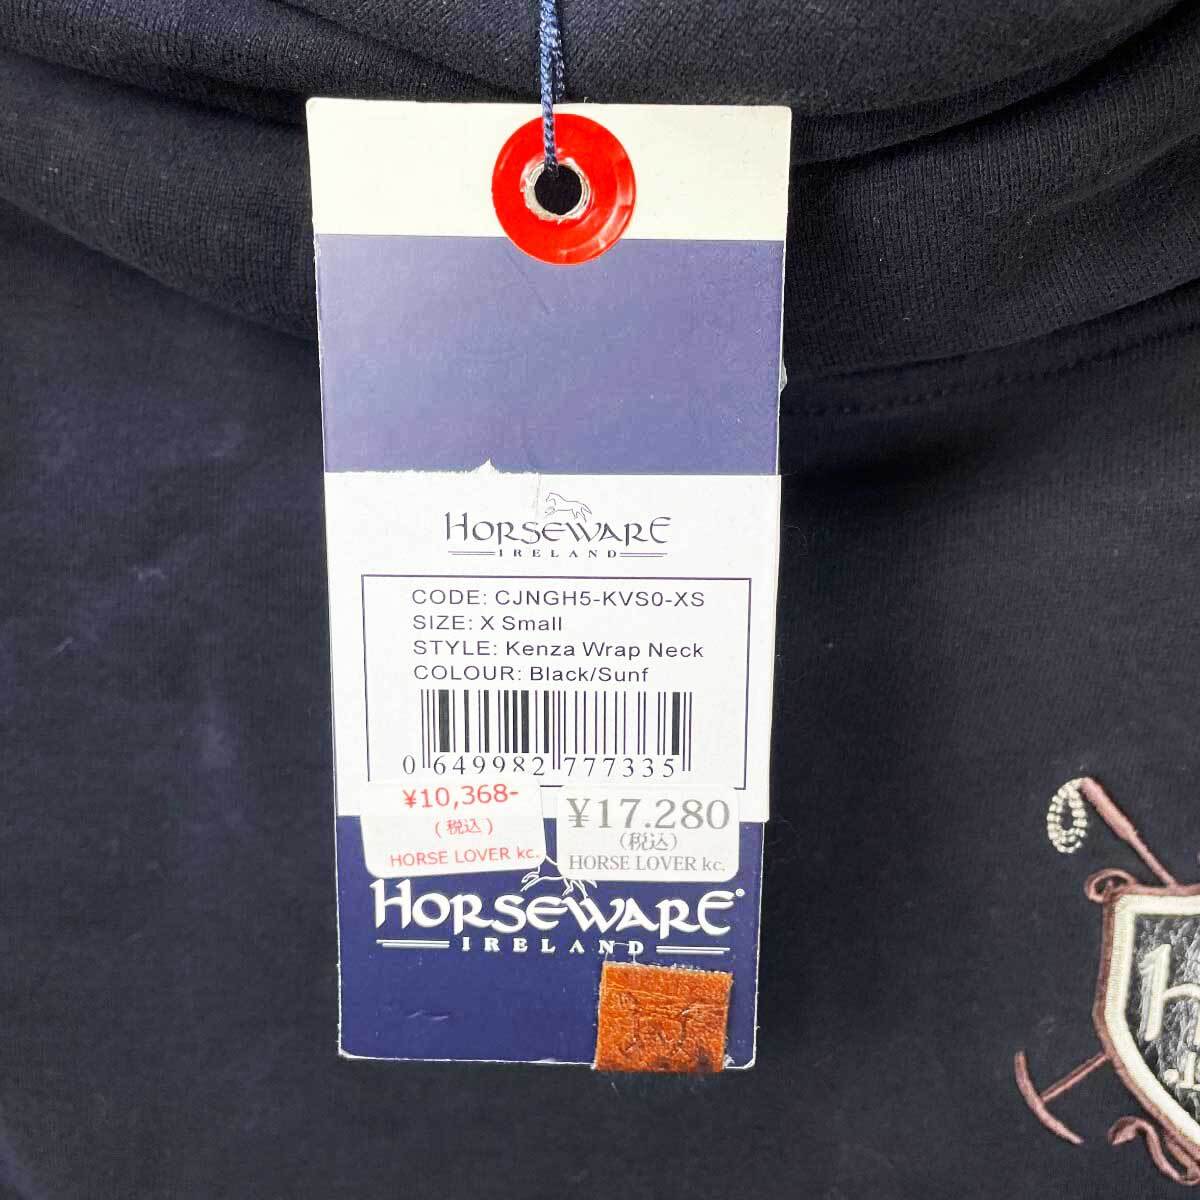 HORSEWARE
IRELAND
CODE: CJNGH5-KVS0-XS
SIZE: X Small
STYLE: Kenza Wrap Neck
COLOUR: Black/Sunf
0 649982 777335
¥10,368-
(税込)
HORSE LOVER kc.
¥17.280
(税込)
HORSE LOVER kc.
HORSEWARE®
IRELAND